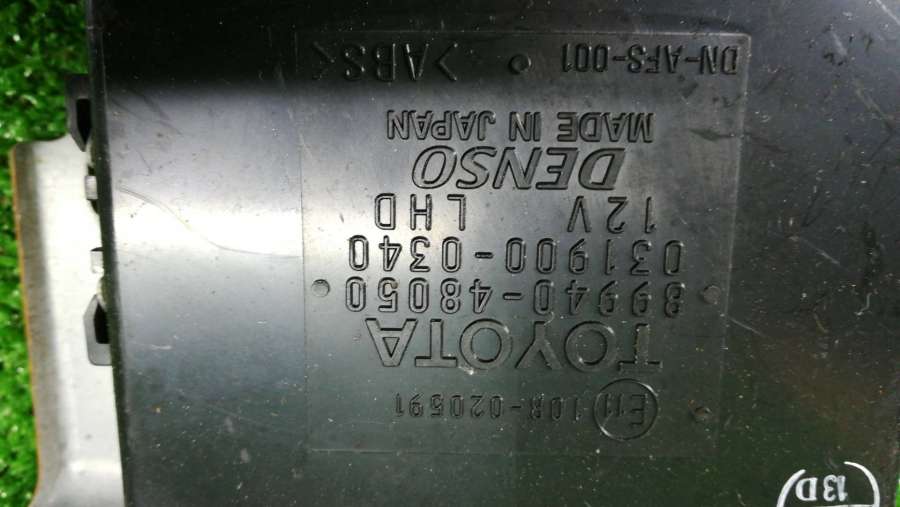 E11 10R-020591
TOYOTA
89940-48050
031900-0340
12V LHD
DENSO
MADE IN JAPAN
DN-AFS-001 >ABS<
13D